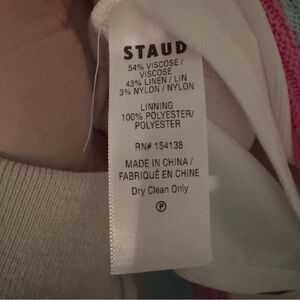 STAUD
54% VISCOSE /
VISCOSE
43% LINEN / LIN
3% NYLON / NYLON
LINNING
100% POLYESTER/
POLYESTER
RN# 154138
MADE IN CHINA /
FABRIQUÉ EN CHINE
Dry Clean Only
P